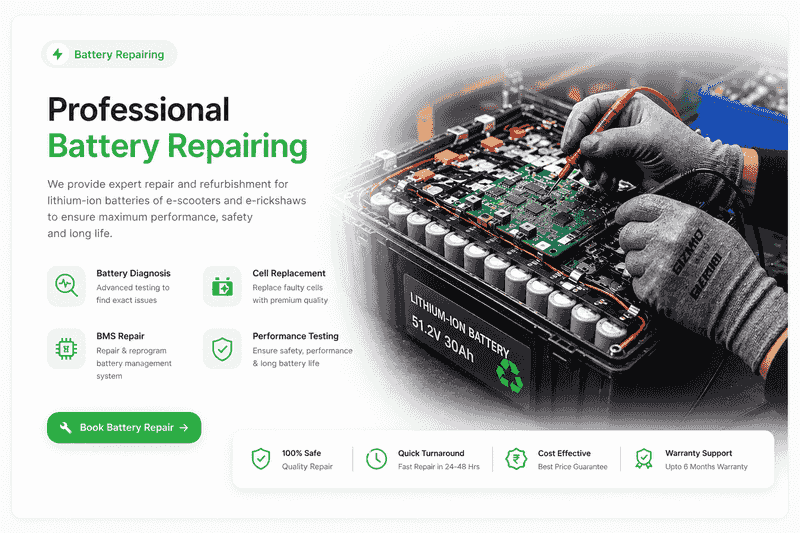 Battery Repairing
Professional
Battery Repairing
We provide expert repair and refurbishment for
lithium-ion batteries of e-scooters and e-rickshaws
to ensure maximum performance, safety
and long life.
Battery Diagnosis
Advanced testing to
find exact issues
Cell Replacement
Replace faulty cells
with premium quality
BMS Repair
Repair & reprogram
battery management
system
Performance Testing
Ensure safety, performance
& long battery life
Book Battery Repair →
LITHIUM-ION BATTERY
51.2V 30Ah
100% Safe
Quality Repair
Quick Turnaround
Fast Repair in 24-48 Hrs
₹
Cost Effective
Best Price Guarantee
Warranty Support
Upto 6 Months Warranty